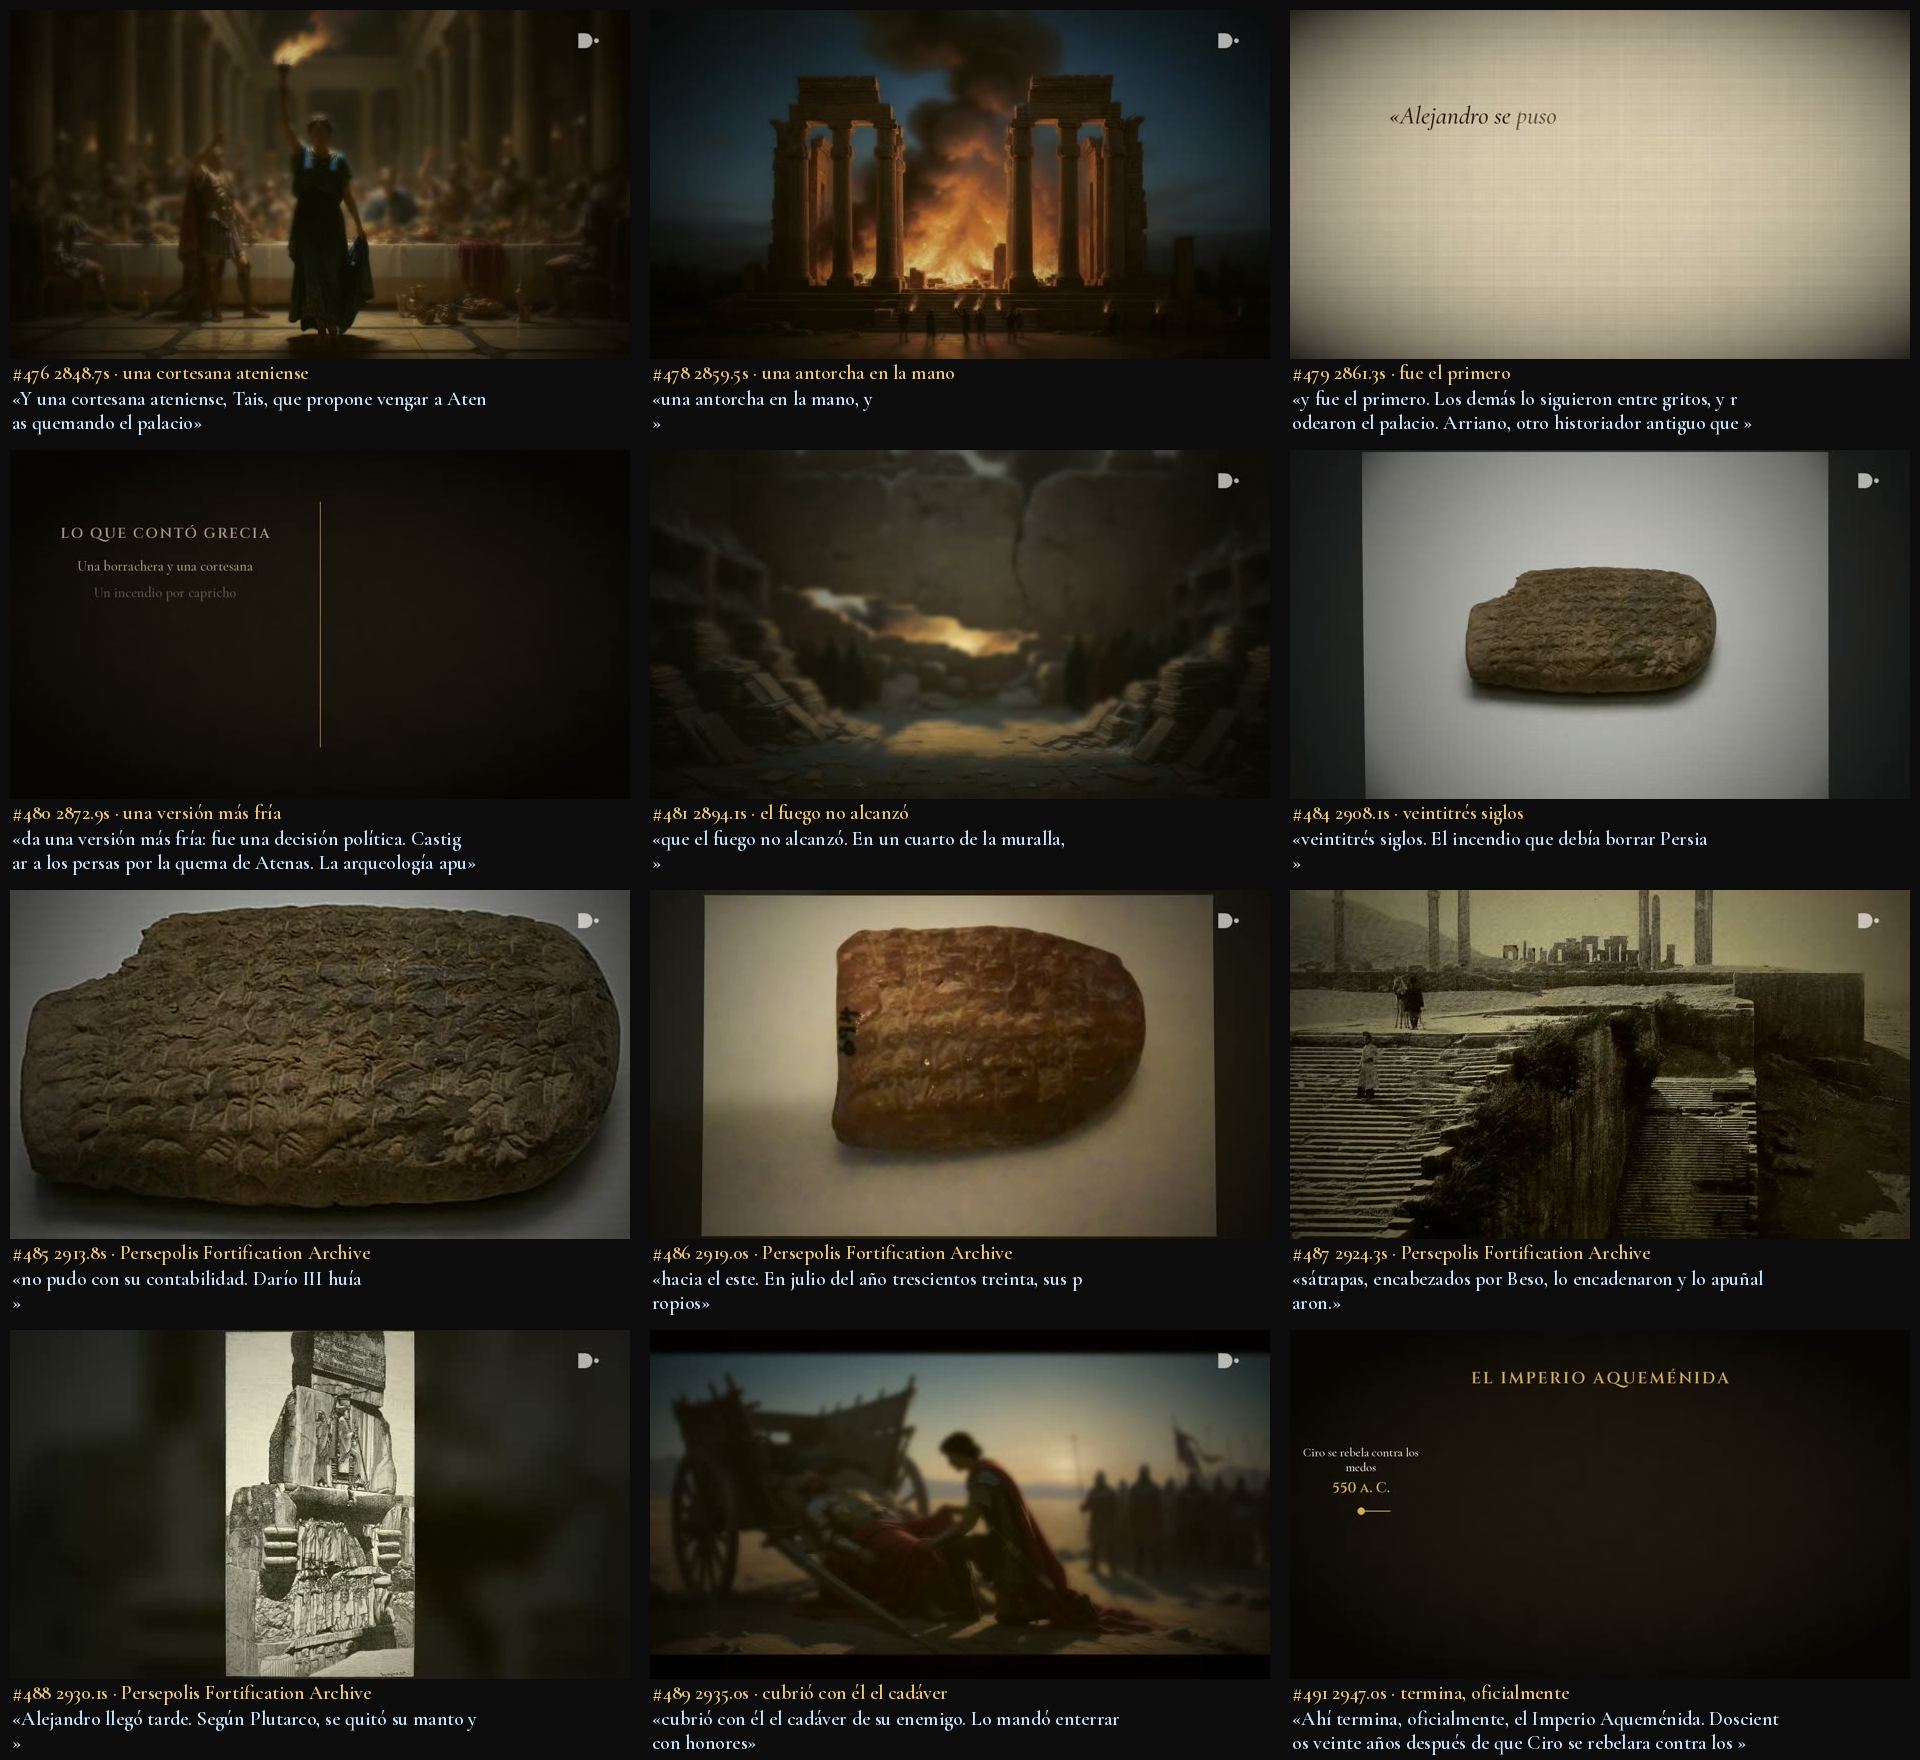 #476 2848.7s · una cortesana ateniense
«Y una cortesana ateniense, Tais, que propone vengar a Aten
as quemando el palacio»
#478 2859.5s · una antorcha en la mano
«una antorcha en la mano, y
»
«Alejandro se puso
#479 2861.3s · fue el primero
«y fue el primero. Los demás lo siguieron entre gritos, y r
odearon el palacio. Arriano, otro historiador antiguo que »
LO QUE CONTÓ GRECIA
Una borrachera y una cortesana
Un incendio por capricho
#480 2872.9s · una versión más fría
«da una versión más fría: fue una decisión política. Castig
ar a los persas por la quema de Atenas. La arqueología apu»
#481 2894.1s · el fuego no alcanzó
«que el fuego no alcanzó. En un cuarto de la muralla,
»
#484 2908.1s · veintitrés siglos
«veintitrés siglos. El incendio que debía borrar Persia
»
#485 2913.8s · Persepolis Fortification Archive
«no pudo con su contabilidad. Darío III huía
»
#486 2919.0s · Persepolis Fortification Archive
«hacia el este. En julio del año trescientos treinta, sus p
ropios»
#487 2924.3s · Persepolis Fortification Archive
«sátrapas, encabezados por Beso, lo encadenaron y lo apuñal
aron.»
#488 2930.1s · Persepolis Fortification Archive
«Alejandro llegó tarde. Según Plutarco, se quitó su manto y
»
#489 2935.0s · cubrió con él el cadáver
«cubrió con él el cadáver de su enemigo. Lo mandó enterrar
con honores»
EL IMPERIO AQUEMÉNIDA
Ciro se rebela contra los
medos
550 A. C.
#491 2947.0s · termina, oficialmente
«Ahí termina, oficialmente, el Imperio Aqueménida. Doscient
os veinte años después de que Ciro se rebelara contra los »